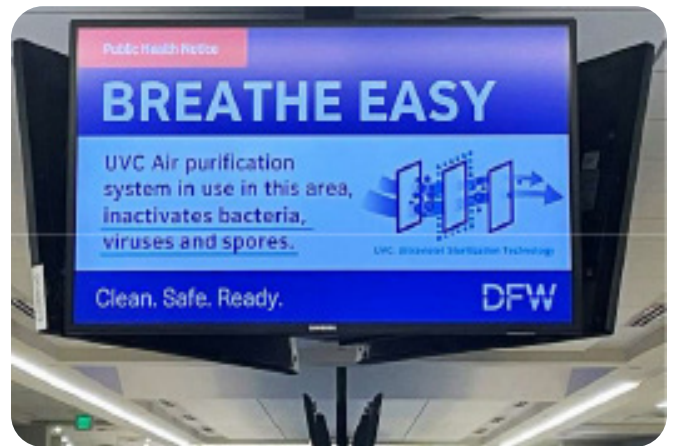 Public Health Notice
BREATHE EASY
UVC Air purification
system in use in this area,
inactivates bacteria,
viruses and spores.
UVC: Ultraviolet Sterilization Technology
Clean. Safe. Ready.
DFW
SAMSUNG